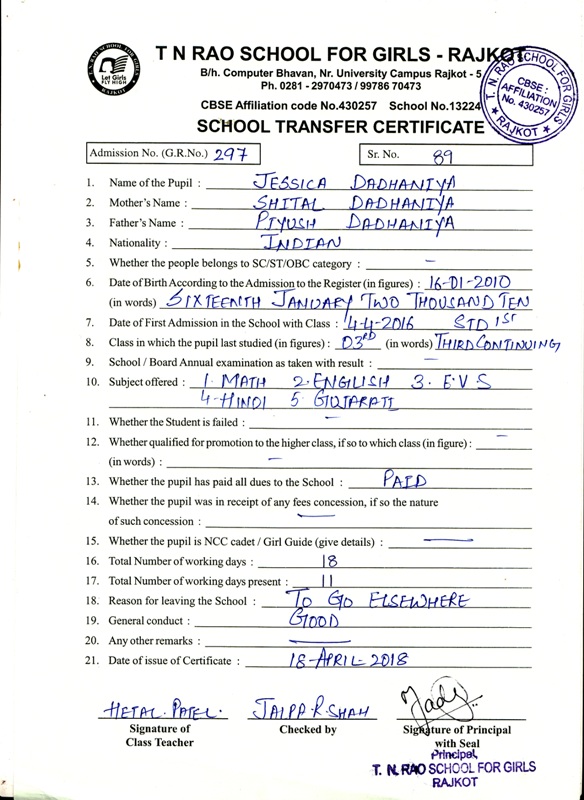 T N RAO SCHOOL FOR GIRLS
Let Girls
FLY HIGH
RAJKOT
T N RAO SCHOOL FOR GIRLS - RAJKOT
B/h. Computer Bhavan, Nr. University Campus Rajkot - 5
Ph. 0281 - 2970473 / 99786 70473
CBSE Affiliation code No.430257 School No.13224
T. N. RAO SCHOOL FOR GIRLS
CBSE :
AFFILIATION
No. 430257
★ RAJKOT ★
SCHOOL TRANSFER CERTIFICATE
Admission No. (G.R.No.) 297 Sr. No. 89
1. Name of the Pupil : JESSICA DADHANIYA
2. Mother's Name : SHITAL DADHANIYA
3. Father's Name : PIYUSH DADHANIYA
4. Nationality : INDIAN
5. Whether the people belongs to SC/ST/OBC category : –
6. Date of Birth According to the Admission to the Register (in figures) : 16-01-2010
(in words) SIXTEENTH JANUARY TWO THOUSAND TEN
7. Date of First Admission in the School with Class : 4-4-2016 STD 1ST
8. Class in which the pupil last studied (in figures) : 03RD (in words) THIRD CONTINUING
9. School / Board Annual examination as taken with result : –
10. Subject offered : 1. MATH 2. ENGLISH 3. E.V.S
4. HINDI 5 GUJARATI
11. Whether the Student is failed : –
12. Whether qualified for promotion to the higher class, if so to which class (in figure) : –
(in words) : –
13. Whether the pupil has paid all dues to the School : PAID
14. Whether the pupil was in receipt of any fees concession, if so the nature
of such concession : –
15. Whether the pupil is NCC cadet / Girl Guide (give details) : –
16. Total Number of working days : 18
17. Total Number of working days present : 11
18. Reason for leaving the School : TO GO ELSEWHERE
19. General conduct : GOOD
20. Any other remarks : –
21. Date of issue of Certificate : 18-APRIL-2018
HETAL. PATEL. JALPA.R.SHAH
Signature of Checked by Signature of Principal
Class Teacher with Seal
Principal,
T. N. RAO SCHOOL FOR GIRLS
RAJKOT